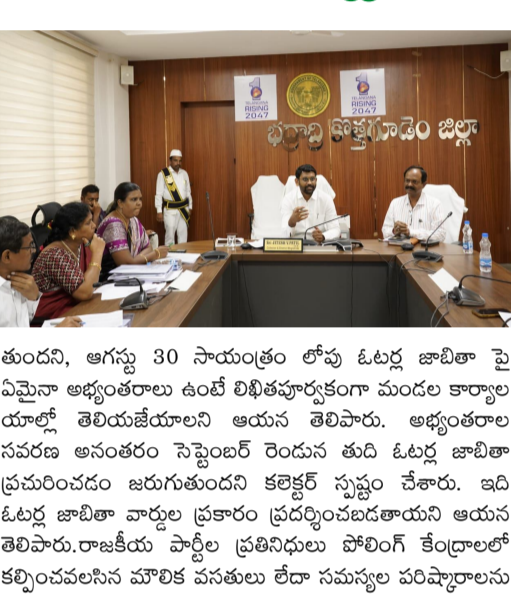 TELANGANA
RISING
2047
TELANGANA
RISING
2047
భద్రాద్రి కొత్తగూడెం జిల్లా
తుందని, ఆగస్టు 30 సాయంత్రం లోపు ఓటర్ల జాబితా పై
ఏమైనా అభ్యంతరాలు ఉంటే లిఖితపూర్వకంగా మండల కార్యాల
యాల్లో తెలియజేయాలని ఆయన తెలిపారు. అభ్యంతరాల
సవరణ అనంతరం సెప్టెంబర్ రెండున తుది ఓటర్ల జాబితా
ప్రచురించడం జరుగుతుందని కలెక్టర్ స్పష్టం చేశారు. ఇది
ఓటర్ల జాబితా వార్డుల ప్రకారం ప్రదర్శించబడతాయని ఆయన
తెలిపారు.రాజకీయ పార్టీల ప్రతినిధులు పోలింగ్ కేంద్రాలలో
కల్పించవలసిన మౌలిక వసతులు లేదా సమస్యల పరిష్కారాలను